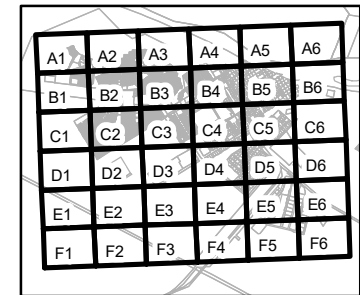 A1 A2 A3 A4 A5 A6
B1 B2 B3 B4 B5 B6
C1 C2 C3 C4 C5 C6
D1 D2 D3 D4 D5 D6
E1 E2 E3 E4 E5 E6
F1 F2 F3 F4 F5 F6